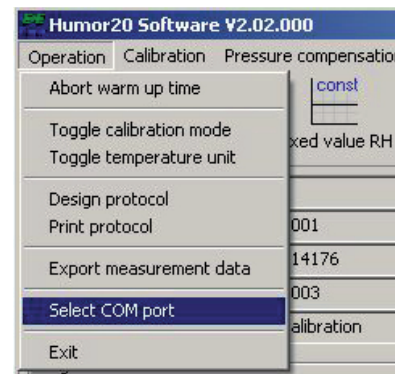 Humor20 Software V2.02.000
Operation Calibration Pressure compensatio
Abort warm up time
const
Toggle calibration mode
xed value RH
Toggle temperature unit
Design protocol
Print protocol
001
Export measurement data
14176
003
Select COM port
alibration
Exit